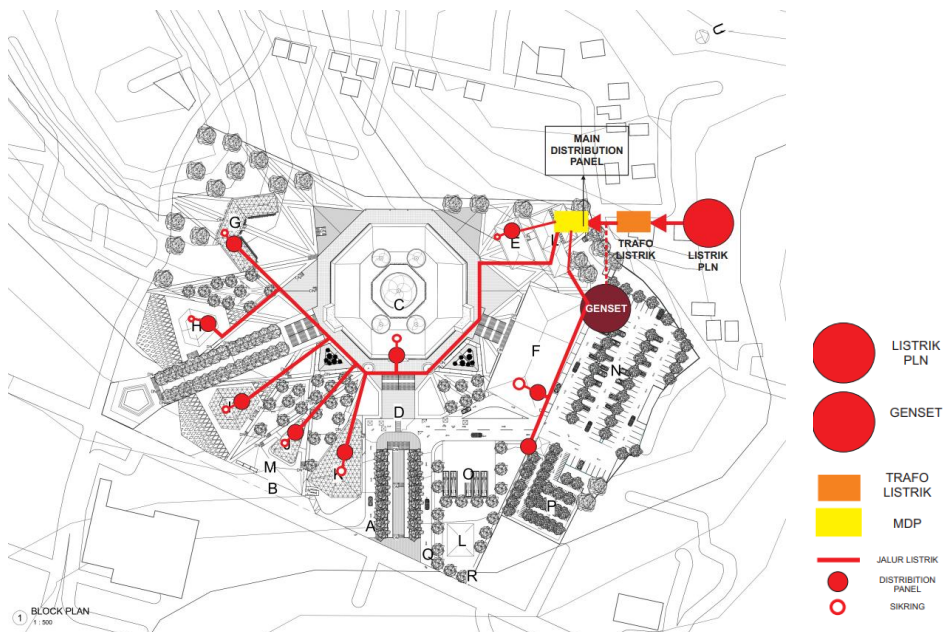 MAIN
DISTRIBUTION
PANEL
TRAFO
LISTRIK
LISTRIK
PLN
GENSET
G
E
C
H
F
N
D
J
K
M
B
A
O
P
L
Q
R
1
BLOCK PLAN
1 : 500
U
LISTRIK
PLN
GENSET
TRAFO
LISTRIK
MDP
JALUR LISTRIK
DISTRIBITION
PANEL
SIKRING